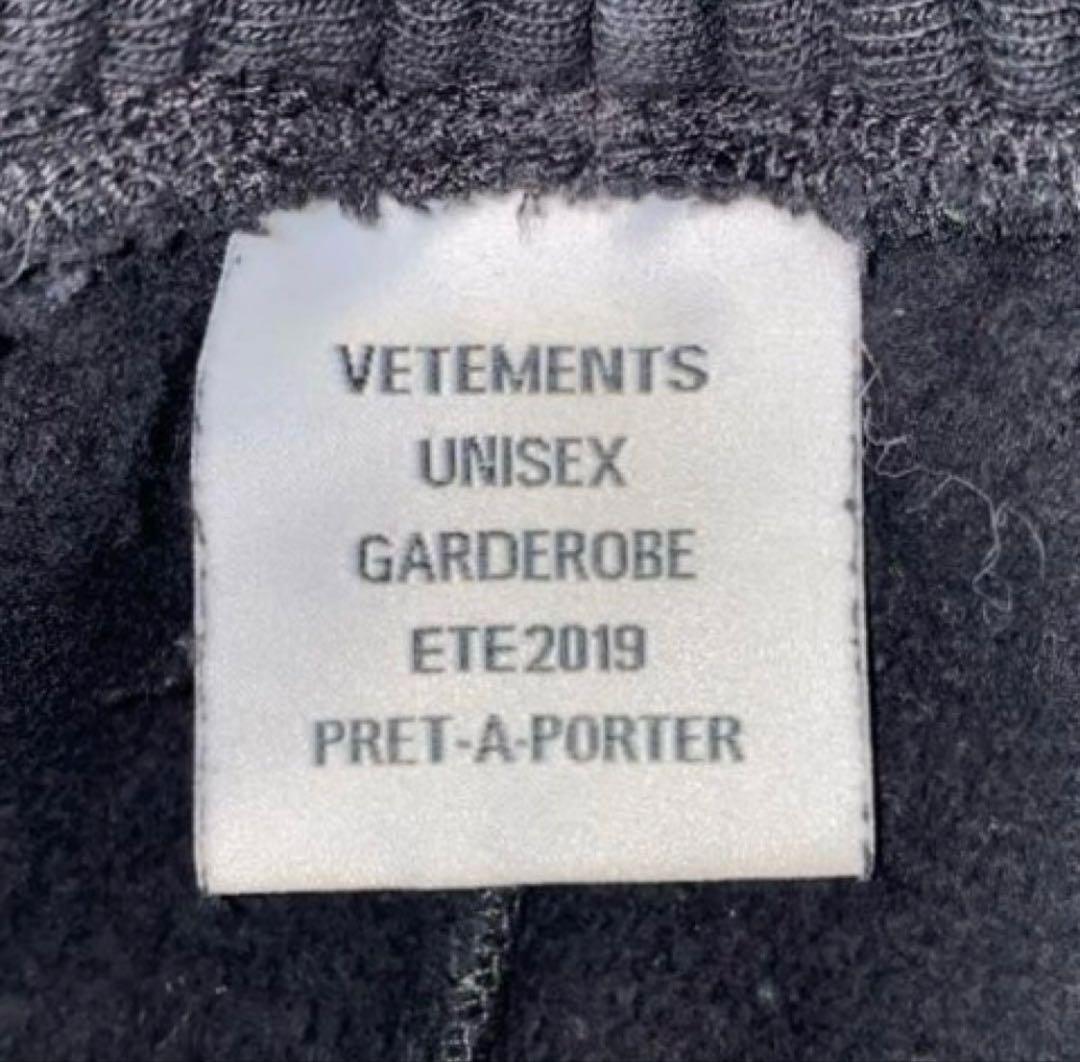 VETEMENTS
UNISEX
GARDEROBE
ETE2019
PRET-A-PORTER